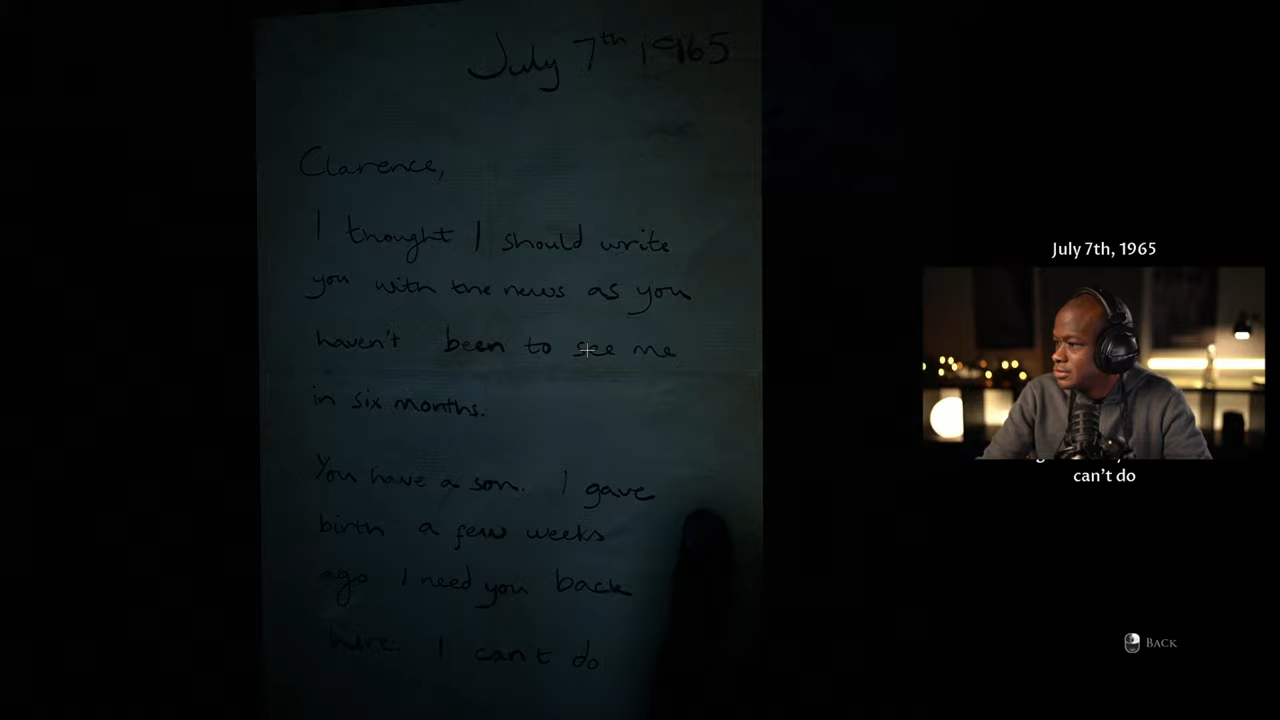 July 7th 1965
Clarence,
I thought I should write
you with the news as you
haven't been to see me
in six months.
You have a son. I gave
birth a few weeks
ago I need you back
here. I can't do
July 7th, 1965
can't do
BACK